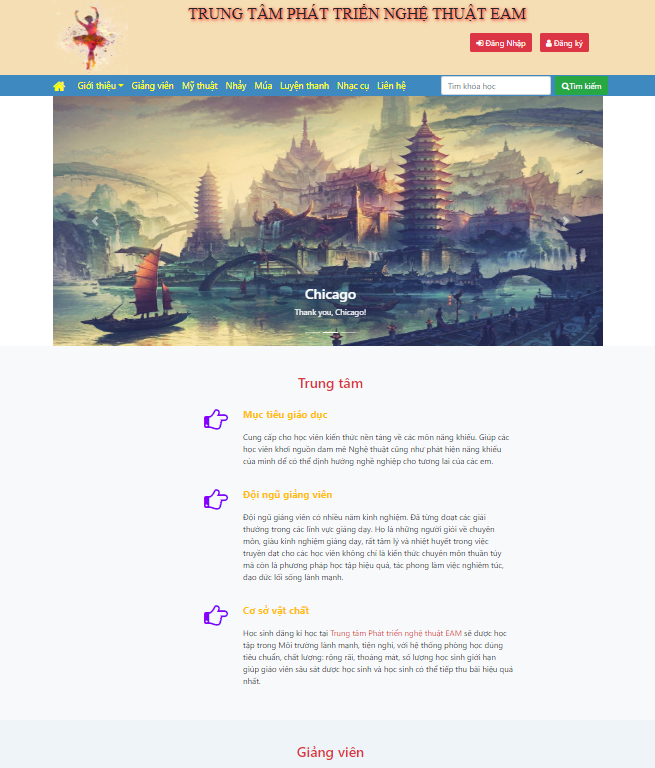 TRUNG TÂM PHÁT TRIỂN NGHỆ THUẬT EAM
Đăng Nhập
Đăng ký
Giới thiệu Giảng viên Mỹ thuật Nhảy Múa Luyện thanh Nhạc cụ Liên hệ
Tìm khóa học
Tìm kiếm
Chicago
Thank you, Chicago!
Trung tâm
Mục tiêu giáo dục
Cung cấp cho học viên kiến thức nền tảng về các môn năng khiếu. Giúp các
học viên khơi nguồn đam mê Nghệ thuật cũng như phát hiện năng khiếu
của mình để có thể định hướng nghề nghiệp cho tương lai của các em.
Đội ngũ giảng viên
Đội ngũ giảng viên có nhiều năm kinh nghiệm. Đã từng đoạt các giải
thưởng trong các lĩnh vực giảng dạy. Họ là những người giỏi về chuyên
môn, giàu kinh nghiệm giảng dạy, rất tâm lý và nhiệt huyết trong việc
truyền đạt cho các học viên không chỉ là kiến thức chuyên môn thuần túy
mà còn là phương pháp học tập hiệu quả, tác phong làm việc nghiêm túc,
đạo đức lối sống lành mạnh.
Cơ sở vật chất
Học sinh đăng kí học tại Trung tâm Phát triển nghệ thuật EAM sẽ được học
tập trong Môi trường lành mạnh, tiện nghi, với hệ thống phòng học đúng
tiêu chuẩn, chất lượng: rộng rãi, thoáng mát, số lượng học sinh giới hạn
giúp giáo viên sâu sát được học sinh và học sinh có thể tiếp thu bài hiệu quả
nhất.
Giảng viên